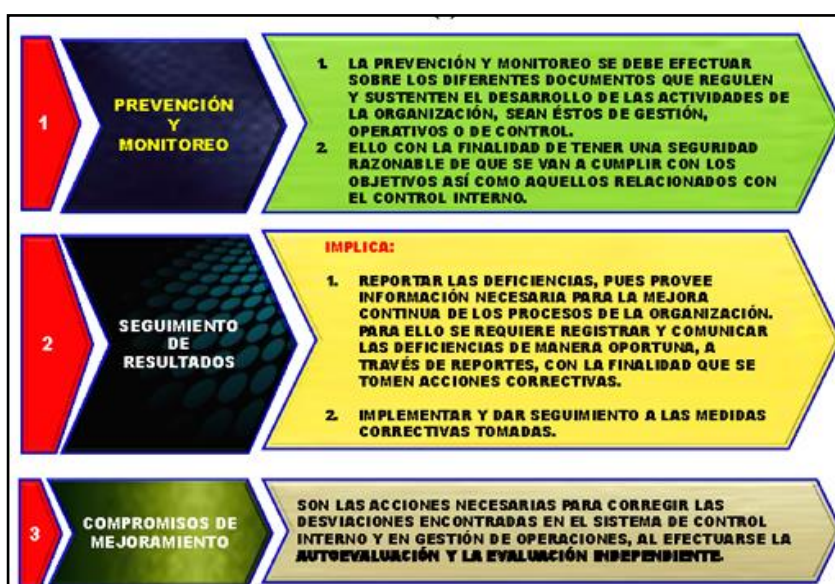 1
PREVENCIÓN
Y
MONITOREO
1. LA PREVENCIÓN Y MONITOREO SE DEBE EFECTUAR
SOBRE LOS DIFERENTES DOCUMENTOS QUE REGULEN
Y SUSTENTEN EL DESARROLLO DE LAS ACTIVIDADES DE
LA ORGANIZACIÓN, SEAN ÉSTOS DE GESTIÓN,
OPERATIVOS O DE CONTROL.
2. ELLO CON LA FINALIDAD DE TENER UNA SEGURIDAD
RAZONABLE DE QUE SE VAN A CUMPLIR CON LOS
OBJETIVOS ASÍ COMO AQUELLOS RELACIONADOS CON
EL CONTROL INTERNO.
2
SEGUIMIENTO
DE
RESULTADOS
IMPLICA:
1. REPORTAR LAS DEFICIENCIAS, PUES PROVEE
INFORMACIÓN NECESARIA PARA LA MEJORA
CONTINUA DE LOS PROCESOS DE LA ORGANIZACIÓN.
PARA ELLO SE REQUIERE REGISTRAR Y COMUNICAR
LAS DEFICIENCIAS DE MANERA OPORTUNA, A
TRAVÉS DE REPORTES, CON LA FINALIDAD QUE SE
TOMEN ACCIONES CORRECTIVAS.
2. IMPLEMENTAR Y DAR SEGUIMIENTO A LAS MEDIDAS
CORRECTIVAS TOMADAS.
3
COMPROMISOS DE
MEJORAMIENTO
SON LAS ACCIONES NECESARIAS PARA CORREGIR LAS
DESVIACIONES ENCONTRADAS EN EL SISTEMA DE CONTROL
INTERNO Y EN GESTIÓN DE OPERACIONES, AL EFECTUARSE LA
AUTOEVALUACIÓN Y LA EVALUACIÓN INDEPENDIENTE.